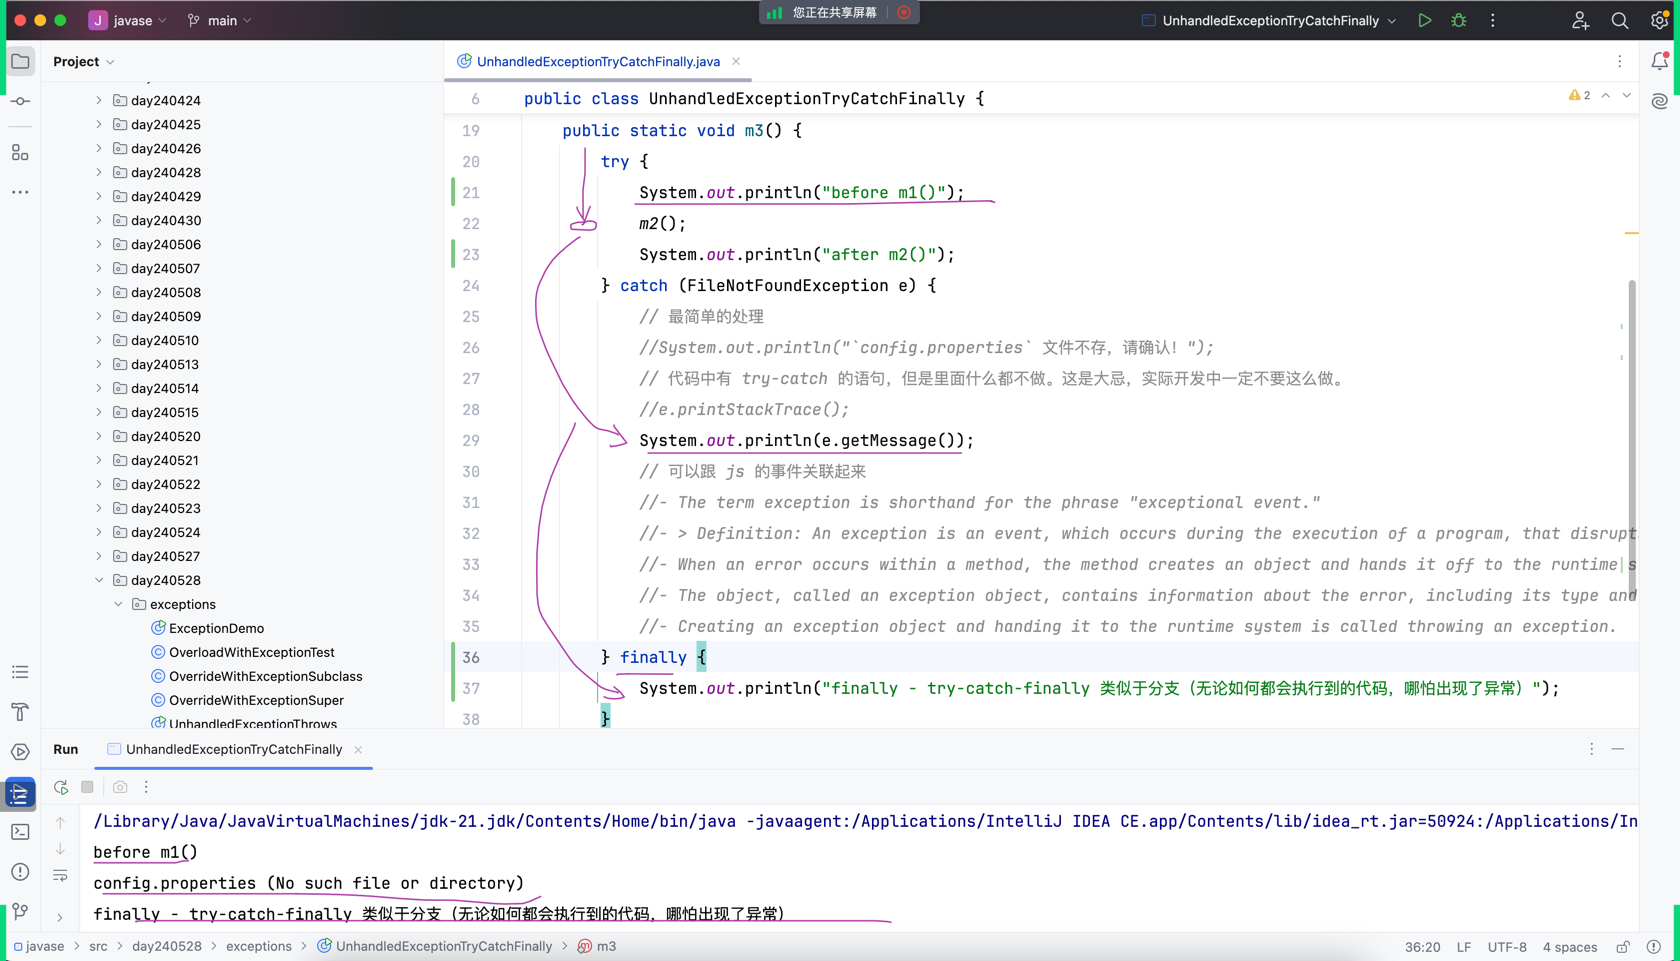 J javase main 您正在共享屏幕 UnhandledExceptionTryCatchFinally
Project
UnhandledExceptionTryCatchFinally.java
day240424
day240425
day240426
day240428
day240429
day240430
day240506
day240507
day240508
day240509
day240510
day240513
day240514
day240515
day240520
day240521
day240522
day240523
day240524
day240527
day240528
exceptions
ExceptionDemo
OverloadWithExceptionTest
OverrideWithExceptionSubclass
OverrideWithExceptionSuper
UnhandledExceptionThrows
6 public class UnhandledExceptionTryCatchFinally { 2
19 public static void m3() {
20 try {
21 System.out.println("before m1()");
22 m2();
23 System.out.println("after m2()");
24 } catch (FileNotFoundException e) {
25 // 最简单的处理
26 //System.out.println("`config.properties` 文件不存，请确认！");
27 // 代码中有 try-catch 的语句，但是里面什么都不做。这是大忌，实际开发中一定不要这么做。
28 //e.printStackTrace();
29 System.out.println(e.getMessage());
30 // 可以跟 js 的事件关联起来
31 //- The term exception is shorthand for the phrase "exceptional event."
32 //- > Definition: An exception is an event, which occurs during the execution of a program, that disrupt
33 //- When an error occurs within a method, the method creates an object and hands it off to the runtime s
34 //- The object, called an exception object, contains information about the error, including its type and
35 //- Creating an exception object and handing it to the runtime system is called throwing an exception.
36 } finally {
37 System.out.println("finally - try-catch-finally 类似于分支（无论如何都会执行到的代码，哪怕出现了异常）");
38 }
Run UnhandledExceptionTryCatchFinally
/Library/Java/JavaVirtualMachines/jdk-21.jdk/Contents/Home/bin/java -javaagent:/Applications/IntelliJ IDEA CE.app/Contents/lib/idea_rt.jar=50924:/Applications/In
before m1()
config.properties (No such file or directory)
finally - try-catch-finally 类似于分支（无论如何都会执行到的代码，哪怕出现了异常）
javase > src > day240528 > exceptions > UnhandledExceptionTryCatchFinally > m3 36:20 LF UTF-8 4 spaces